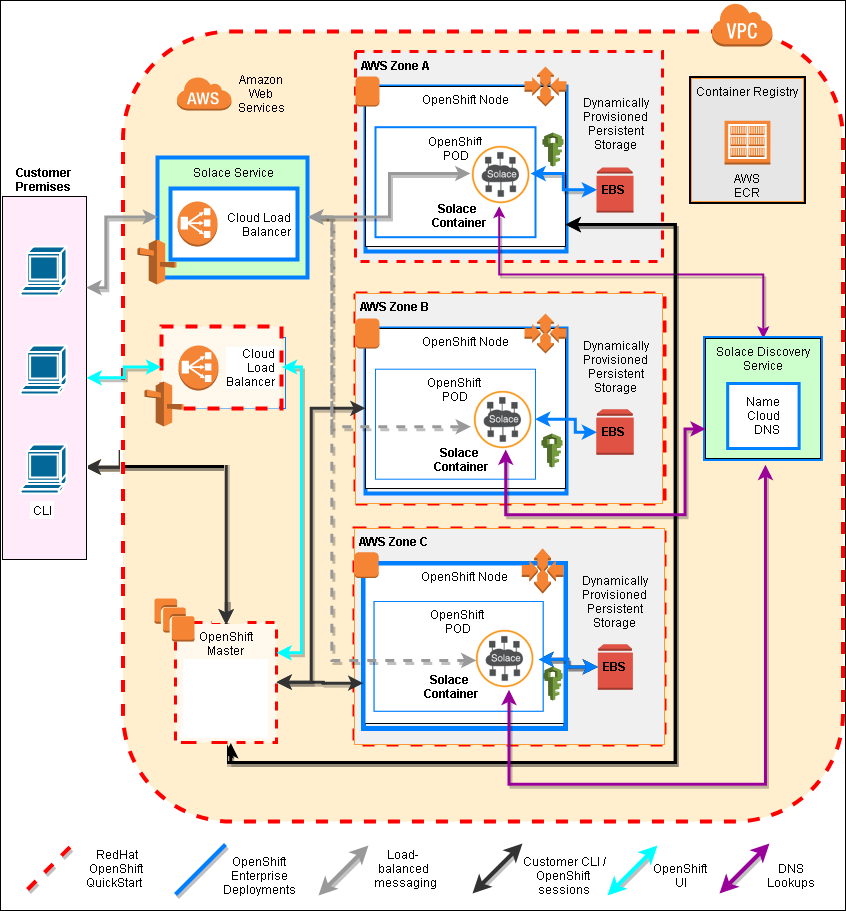 VPC
AWS
Amazon
Web
Services
AWS Zone A
OpenShift Node
OpenShift
POD
Solace
Solace
Container
Dynamically
Provisioned
Persistent
Storage
EBS
Container Registry
AWS
ECR
Customer
Premises
CLI
Solace Service
Cloud Load
Balancer
Cloud
Load
Balancer
AWS Zone B
OpenShift Node
OpenShift
POD
Solace
Solace
Container
Dynamically
Provisioned
Persistent
Storage
EBS
Solace Discovery
Service
Name
Cloud
DNS
AWS Zone C
OpenShift Node
OpenShift
POD
Solace
Solace
Container
Dynamically
Provisioned
Persistent
Storage
EBS
OpenShift
Master
RedHat
OpenShift
QuickStart
OpenShift
Enterprise
Deployments
Load-
balanced
messaging
Customer CLI /
OpenShift
sessions
OpenShift
UI
DNS
Lookups